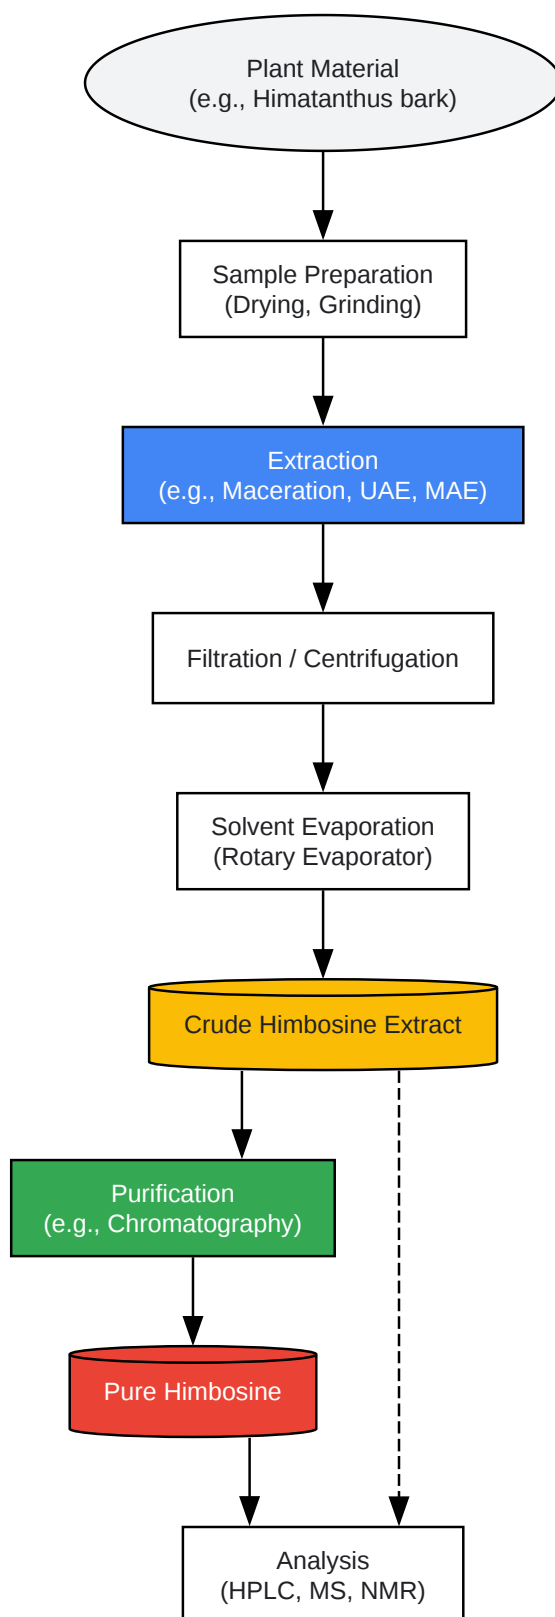 Plant Material
(e.g., Himatanthus bark)
Sample Preparation
(Drying, Grinding)
Extraction
(e.g., Maceration, UAE, MAE)
Filtration / Centrifugation
Solvent Evaporation
(Rotary Evaporator)
Crude Himbosine Extract
Purification
(e.g., Chromatography)
Pure Himbosine
Analysis
(HPLC, MS, NMR)